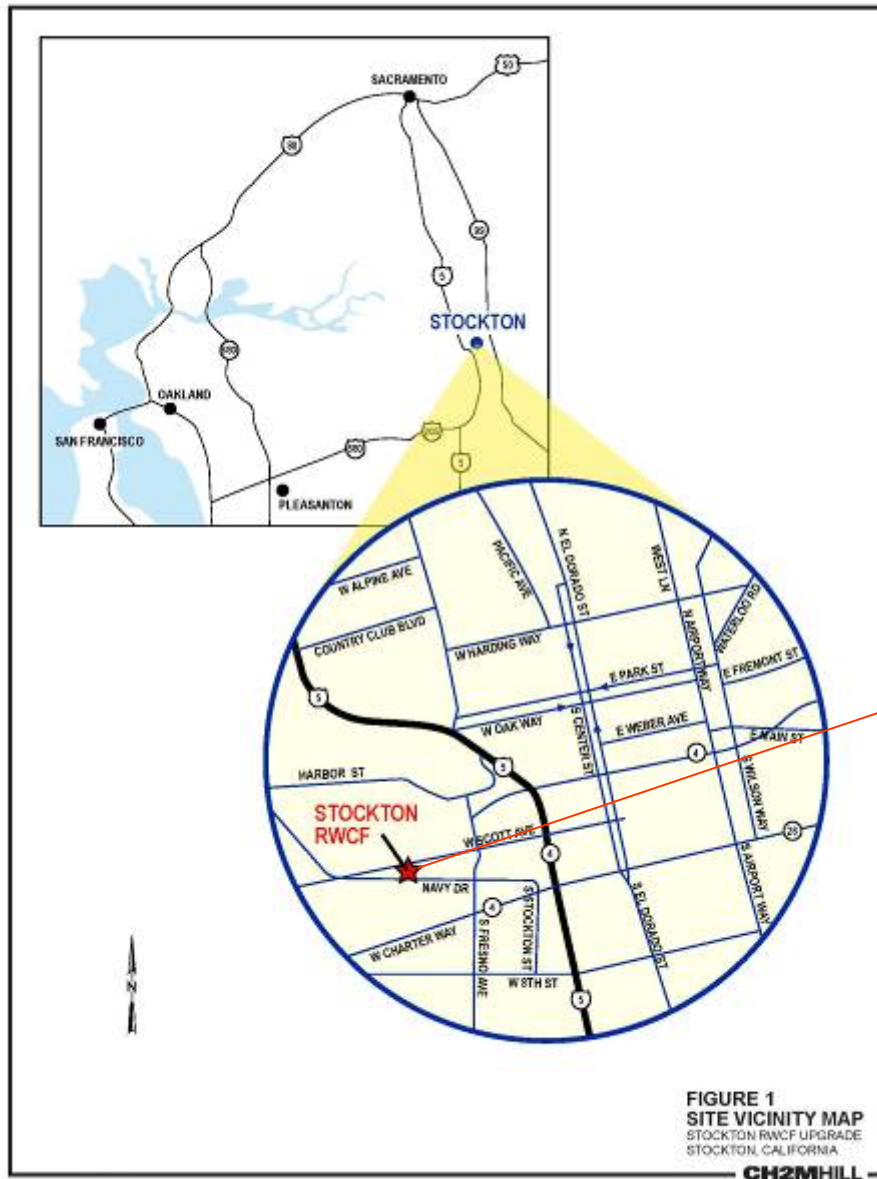 50
SACRAMENTO
80
99
5
STOCKTON
680
OAKLAND
SAN FRANCISCO
580
205
5
PLEASANTON
W ALPINE AVE
COUNTRY CLUB BLVD
PACIFIC AVE
N EL DORADO ST
WEST LN
N AIRPORTWAY
WATERLOO RD
W HARDING WAY
E PARK ST
E FREMONT ST
5
W OAK WAY
S CENTER ST
E WEBER AVE
E MAIN ST
4
5
HARBOR ST
S WILSON WAY
STOCKTON
RWCF
W SCOTT AVE
4
26
NAVY DR
S AIRPORT WAY
4
S STOCKTON ST
S EL DORADO ST
W CHARTER WAY
S FRESNO AVE
W 8TH ST
5
N
FIGURE 1
SITE VICINITY MAP
STOCKTON RWCF UPGRADE
STOCKTON, CALIFORNIA
CH2MHILL